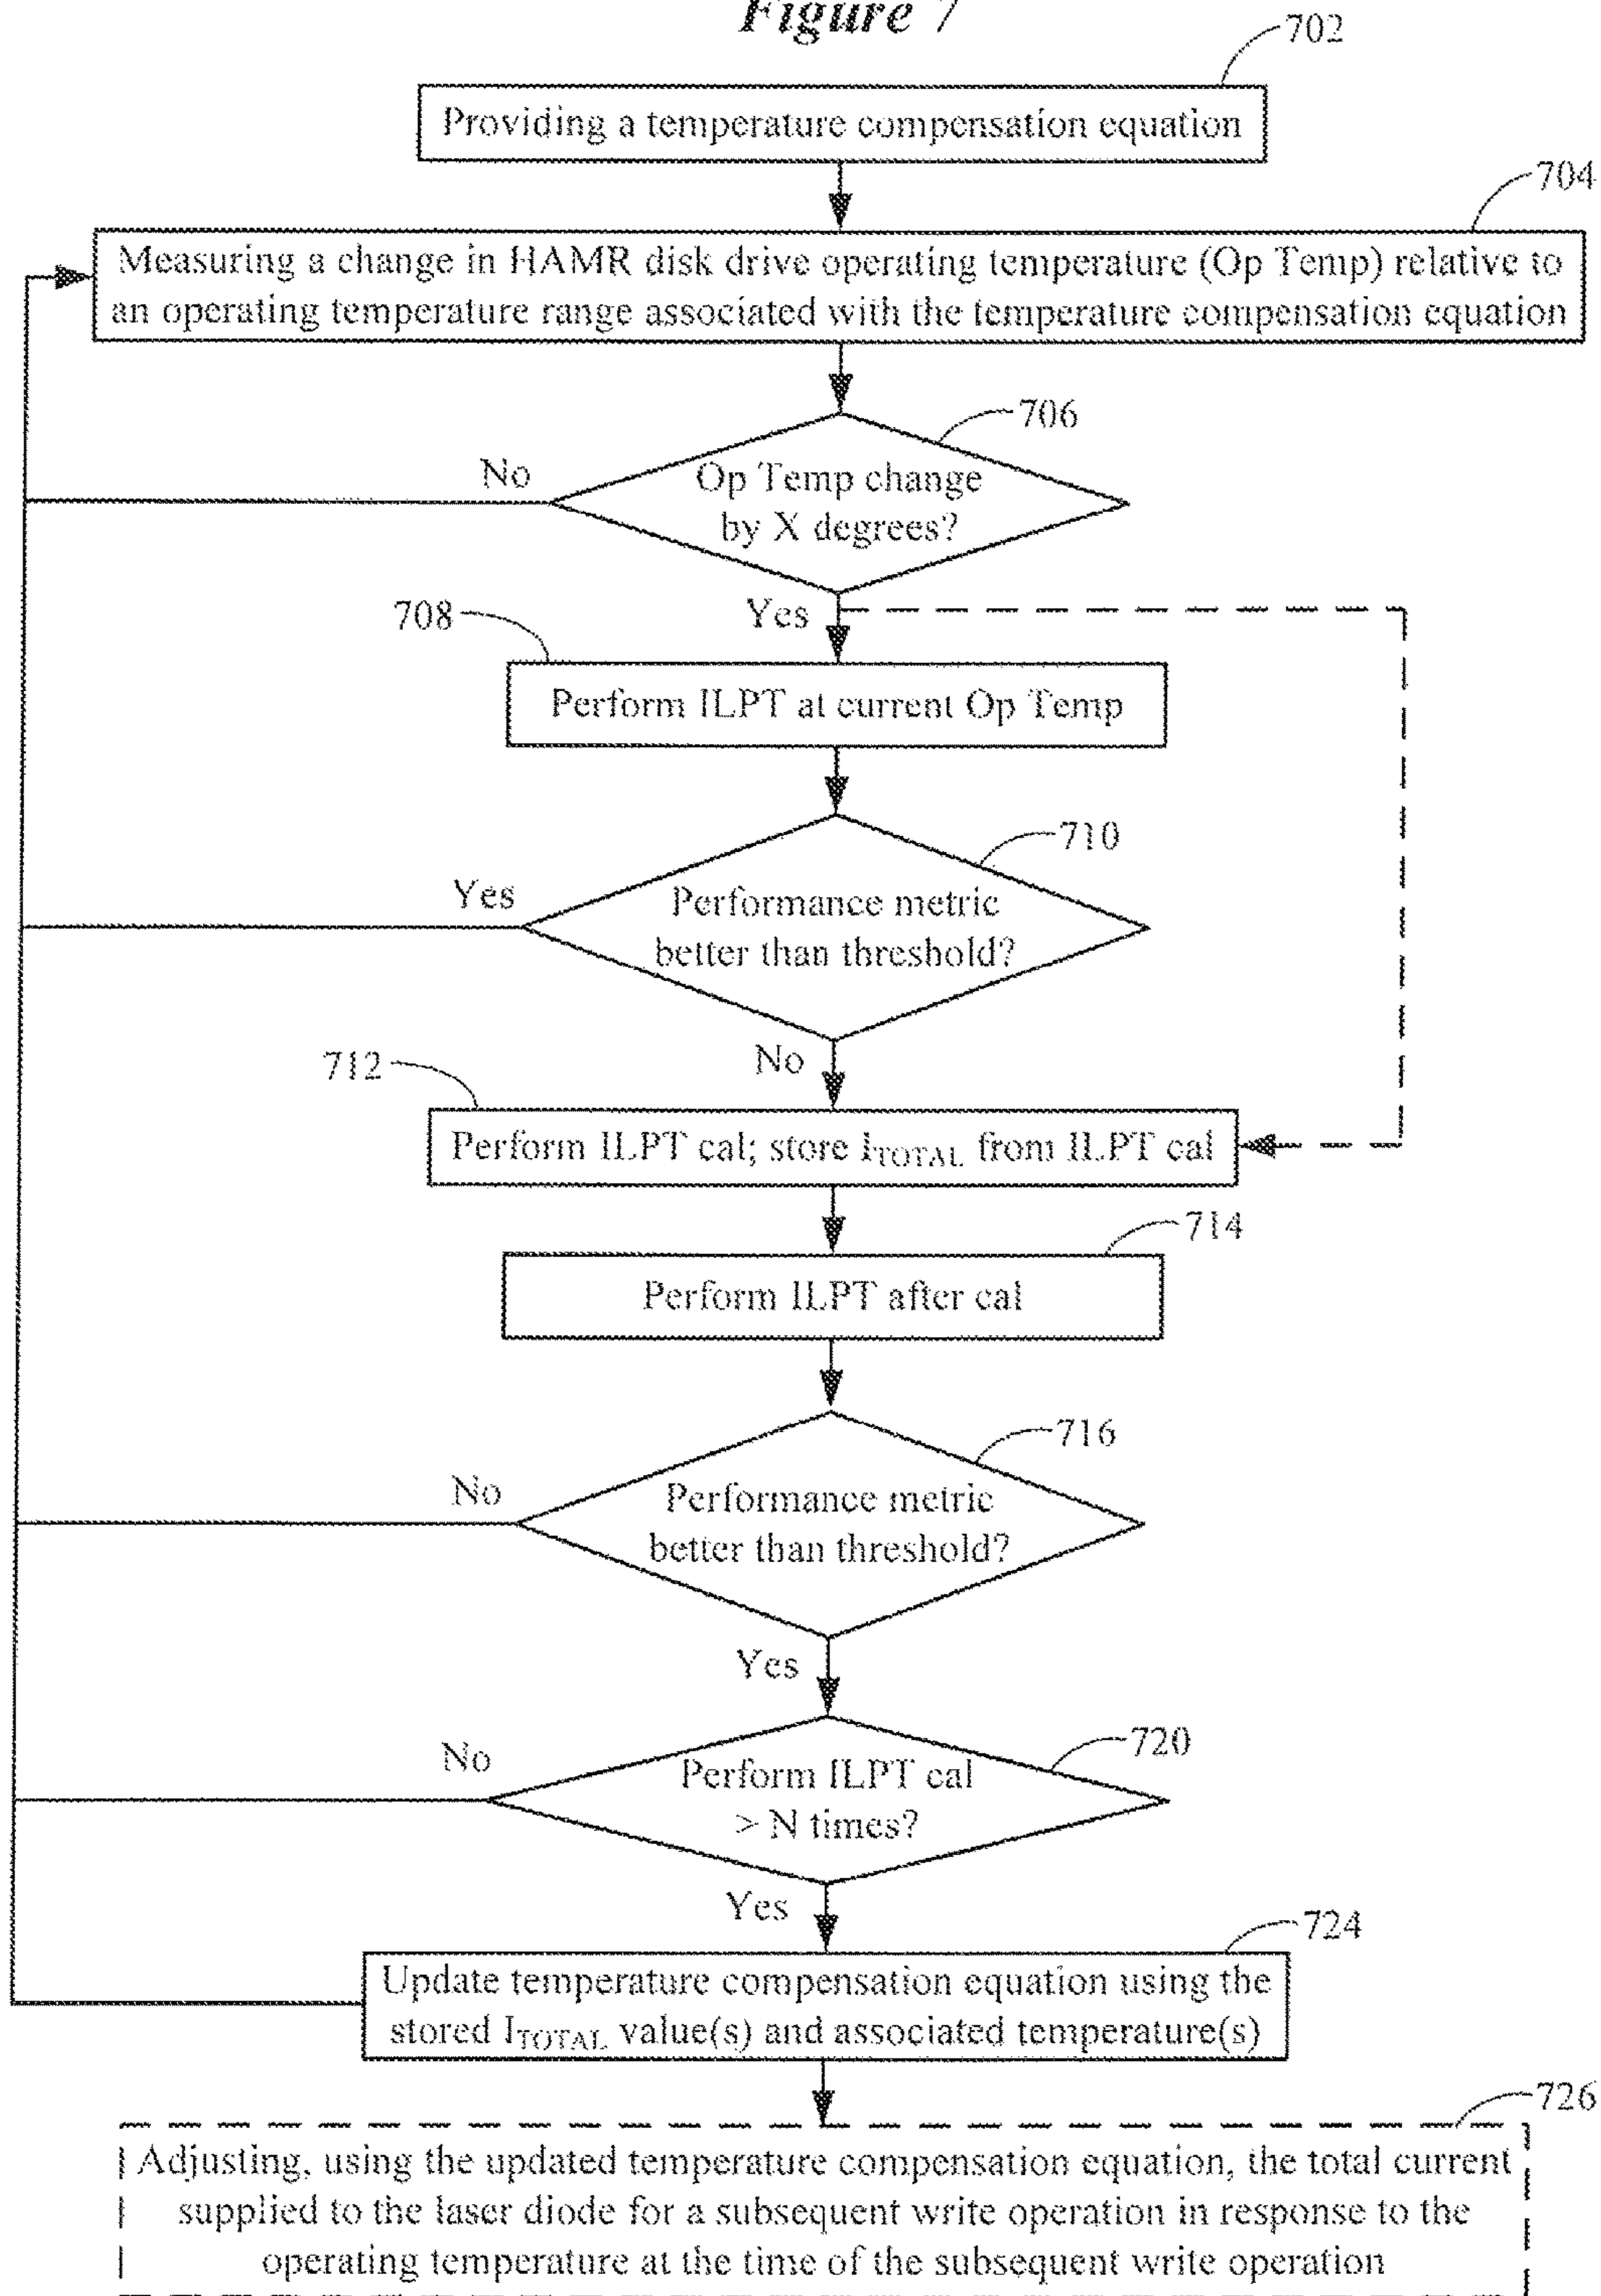 Figure 7
702
Providing a temperature compensation equation
704
Measuring a change in HAMR disk drive operating temperature (Op Temp) relative to
an operating temperature range associated with the temperature compensation equation
706
No
Op Temp change
by X degrees?
Yes
708
Perform ILPT at current Op Temp
710
Yes
Performance metric
better than threshold?
No
712
Perform ILPT cal; store ITOTAL from ILPT cal
714
Perform ILPT after cal
716
No
Performance metric
better than threshold?
Yes
720
No
Perform ILPT cal
> N times?
Yes
724
Update temperature compensation equation using the
stored ITOTAL value(s) and associated temperature(s)
726
Adjusting, using the updated temperature compensation equation, the total current
supplied to the laser diode for a subsequent write operation in response to the
operating temperature at the time of the subsequent write operation